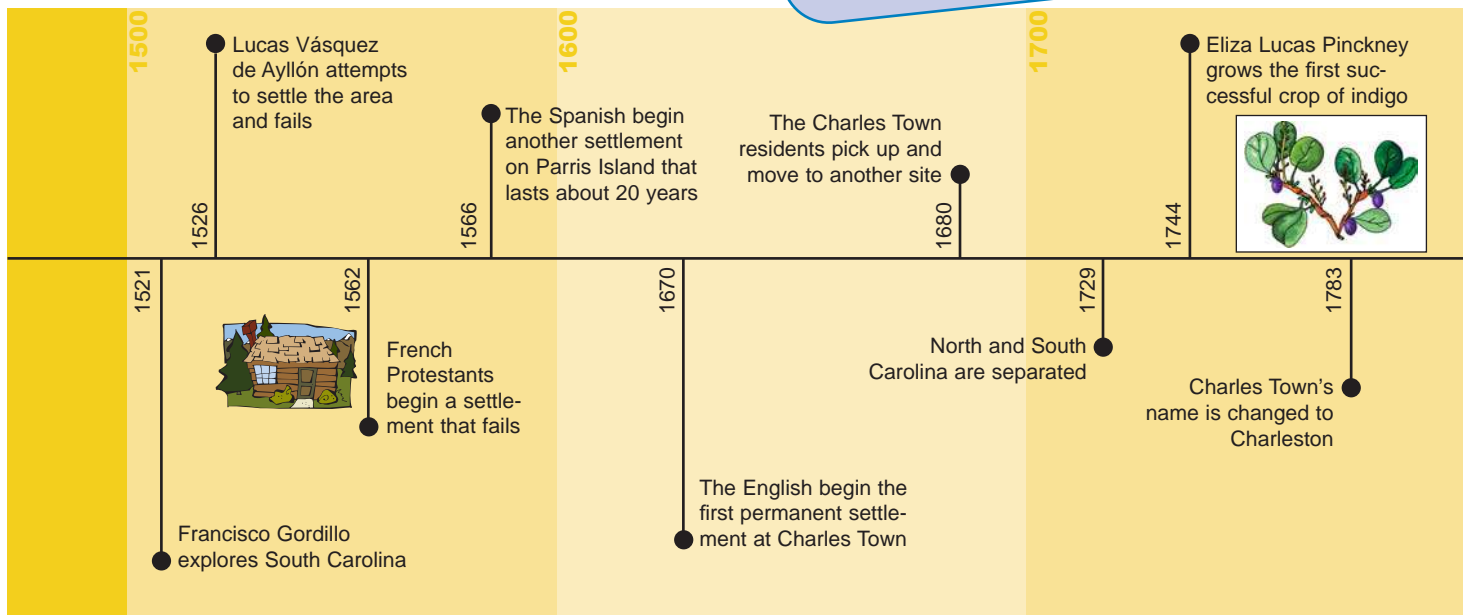 1500
1600
1700
Lucas Vásquez
de Ayllón attempts
to settle the area
and fails
1526
The Spanish begin
another settlement
on Parris Island that
lasts about 20 years
1566
The Charles Town
residents pick up and
move to another site
1680
Eliza Lucas Pinckney
grows the first suc-
cessful crop of indigo
1744
1521
Francisco Gordillo
explores South Carolina
1562
French
Protestants
begin a settle-
ment that fails
1670
The English begin the
first permanent settle-
ment at Charles Town
1729
North and South
Carolina are separated
1783
Charles Town’s
name is changed to
Charleston